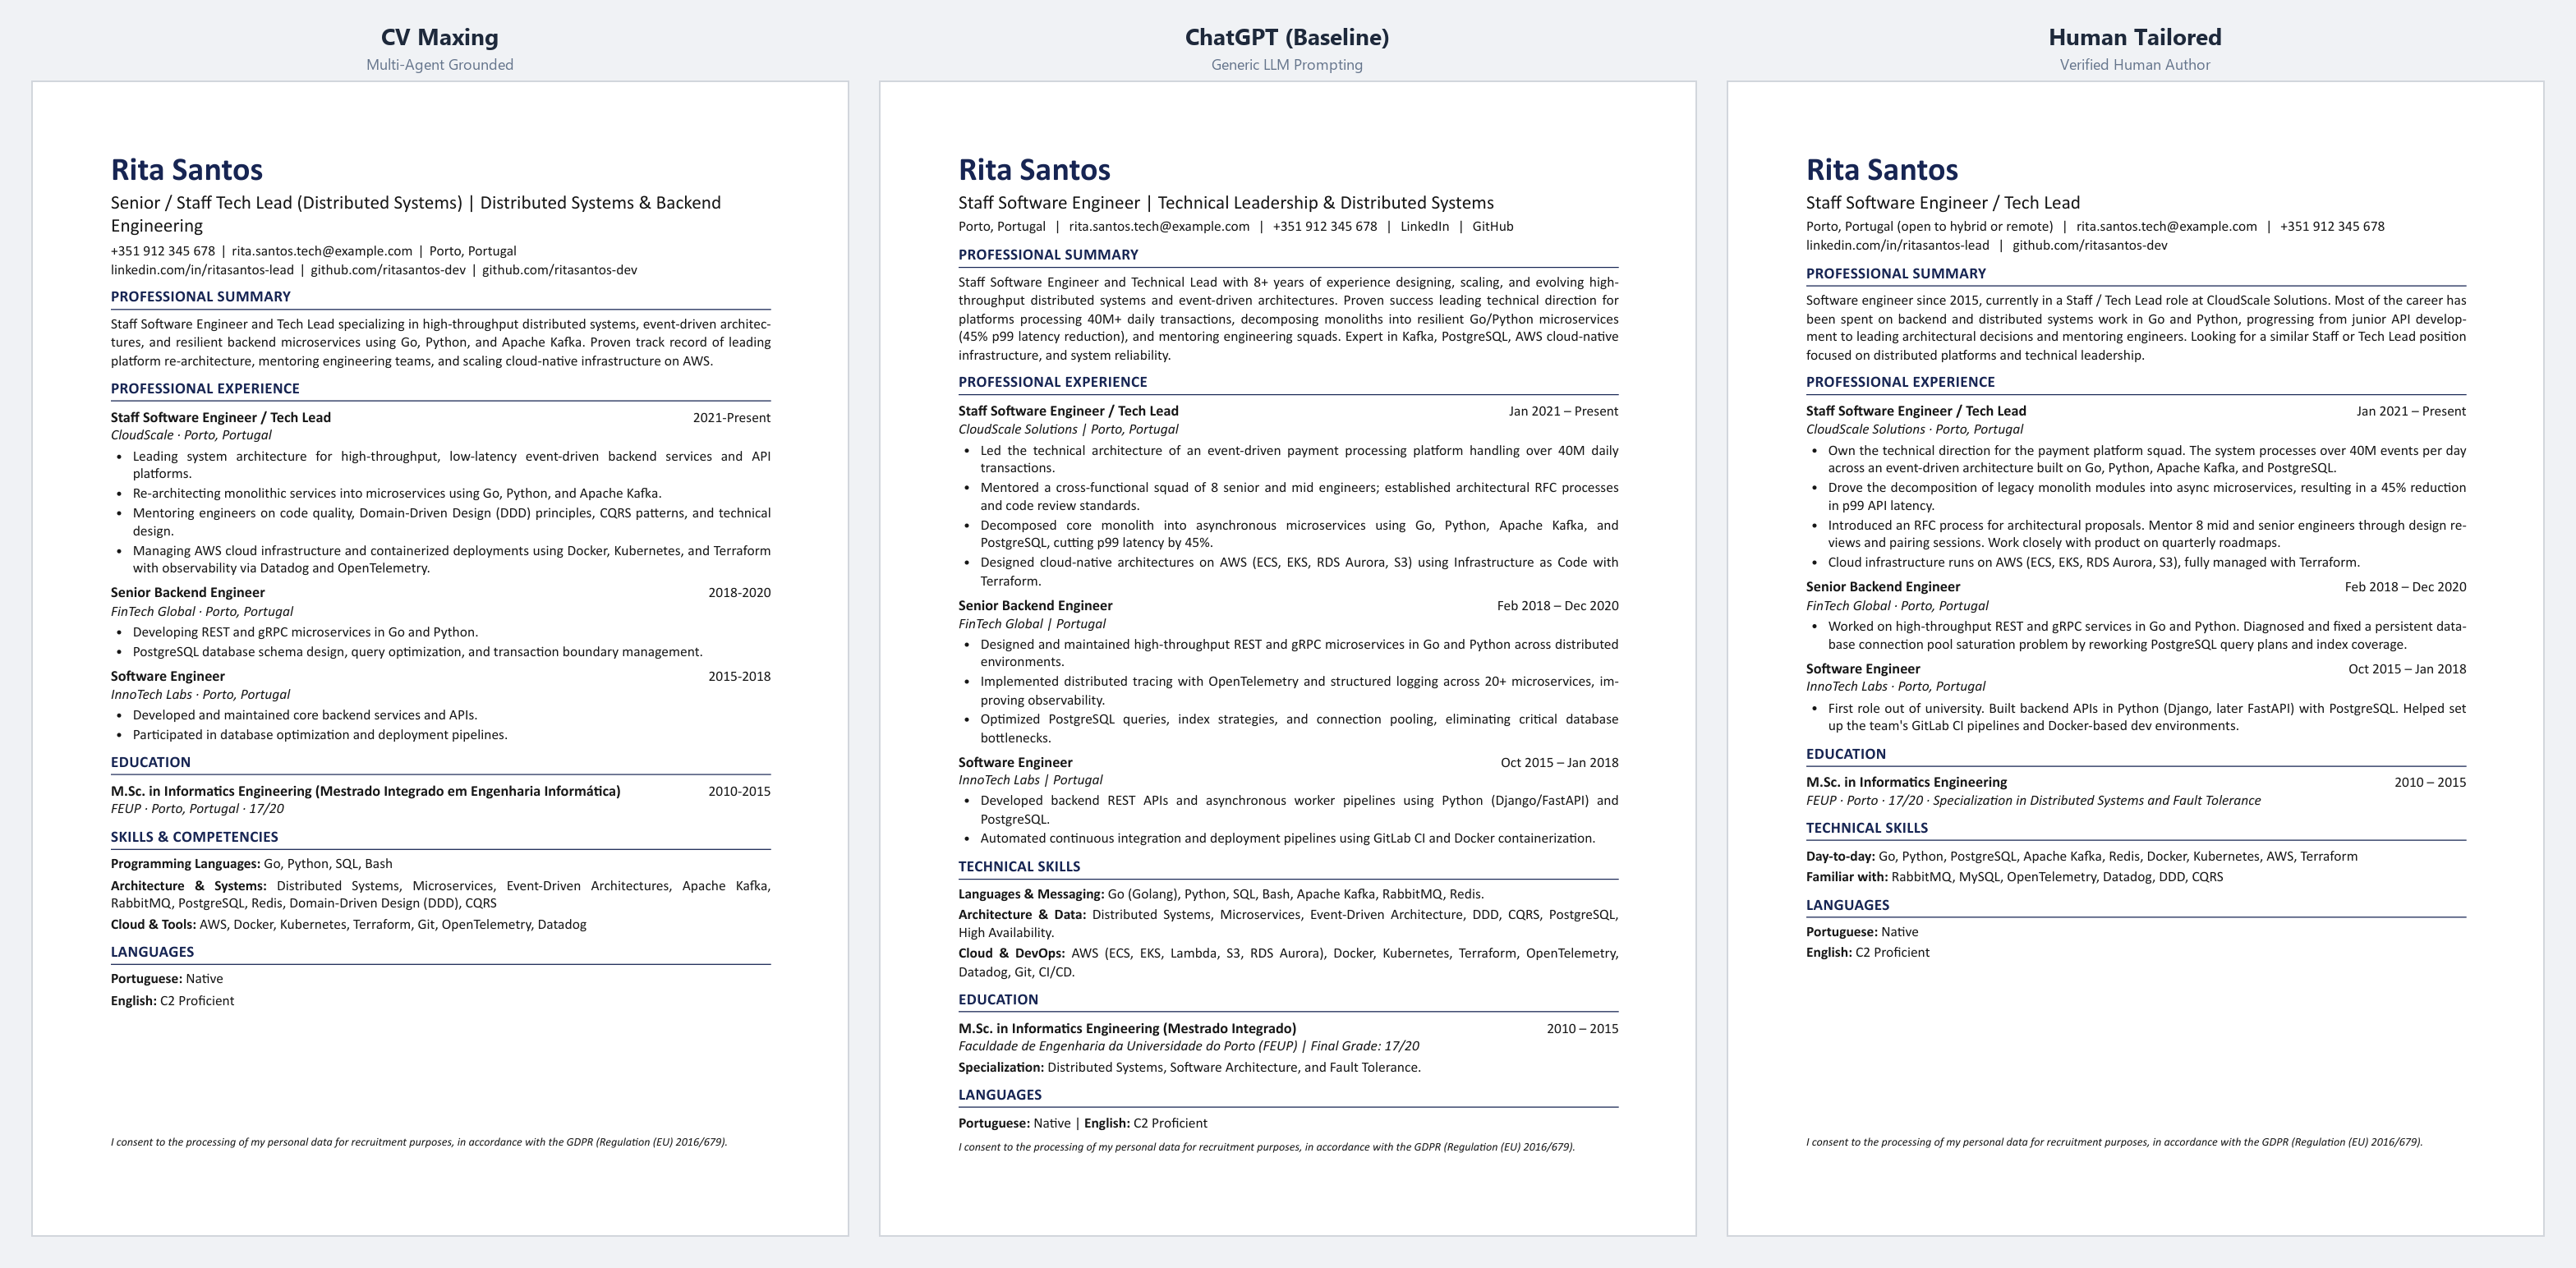 CV Maxing
Multi-Agent Grounded
Rita Santos
Senior / Staff Tech Lead (Distributed Systems) | Distributed Systems & Backend
Engineering
+351 912 345 678 | rita.santos.tech@example.com | Porto, Portugal
linkedin.com/in/ritasantos-lead | github.com/ritasantos-dev | github.com/ritasantos-dev
PROFESSIONAL SUMMARY
Staff Software Engineer and Tech Lead specializing in high-throughput distributed systems, event-driven architec-
tures, and resilient backend microservices using Go, Python, and Apache Kafka. Proven track record of leading
platform re-architecture, mentoring engineering teams, and scaling cloud-native infrastructure on AWS.
PROFESSIONAL EXPERIENCE
Staff Software Engineer / Tech Lead 2021-Present
CloudScale · Porto, Portugal
• Leading system architecture for high-throughput, low-latency event-driven backend services and API
platforms.
• Re-architecting monolithic services into microservices using Go, Python, and Apache Kafka.
• Mentoring engineers on code quality, Domain-Driven Design (DDD) principles, CQRS patterns, and technical
design.
• Managing AWS cloud infrastructure and containerized deployments using Docker, Kubernetes, and Terraform
with observability via Datadog and OpenTelemetry.
Senior Backend Engineer 2018-2020
FinTech Global · Porto, Portugal
• Developing REST and gRPC microservices in Go and Python.
• PostgreSQL database schema design, query optimization, and transaction boundary management.
Software Engineer 2015-2018
InnoTech Labs · Porto, Portugal
• Developed and maintained core backend services and APIs.
• Participated in database optimization and deployment pipelines.
EDUCATION
M.Sc. in Informatics Engineering (Mestrado Integrado em Engenharia Informática) 2010-2015
FEUP · Porto, Portugal · 17/20
SKILLS & COMPETENCIES
Programming Languages: Go, Python, SQL, Bash
Architecture & Systems: Distributed Systems, Microservices, Event-Driven Architectures, Apache Kafka,
RabbitMQ, PostgreSQL, Redis, Domain-Driven Design (DDD), CQRS
Cloud & Tools: AWS, Docker, Kubernetes, Terraform, Git, OpenTelemetry, Datadog
LANGUAGES
Portuguese: Native
English: C2 Proficient
I consent to the processing of my personal data for recruitment purposes, in accordance with the GDPR (Regulation (EU) 2016/679).
ChatGPT (Baseline)
Generic LLM Prompting
Rita Santos
Staff Software Engineer | Technical Leadership & Distributed Systems
Porto, Portugal | rita.santos.tech@example.com | +351 912 345 678 | LinkedIn | GitHub
PROFESSIONAL SUMMARY
Staff Software Engineer and Technical Lead with 8+ years of experience designing, scaling, and evolving high-
throughput distributed systems and event-driven architectures. Proven success leading technical direction for
platforms processing 40M+ daily transactions, decomposing monoliths into resilient Go/Python microservices
(45% p99 latency reduction), and mentoring engineering squads. Expert in Kafka, PostgreSQL, AWS cloud-native
infrastructure, and system reliability.
PROFESSIONAL EXPERIENCE
Staff Software Engineer / Tech Lead Jan 2021 – Present
CloudScale Solutions | Porto, Portugal
• Led the technical architecture of an event-driven payment processing platform handling over 40M daily
transactions.
• Mentored a cross-functional squad of 8 senior and mid engineers; established architectural RFC processes
and code review standards.
• Decomposed core monolith into asynchronous microservices using Go, Python, Apache Kafka, and
PostgreSQL, cutting p99 latency by 45%.
• Designed cloud-native architectures on AWS (ECS, EKS, RDS Aurora, S3) using Infrastructure as Code with
Terraform.
Senior Backend Engineer Feb 2018 – Dec 2020
FinTech Global | Portugal
• Designed and maintained high-throughput REST and gRPC microservices in Go and Python across distributed
environments.
• Implemented distributed tracing with OpenTelemetry and structured logging across 20+ microservices, im-
proving observability.
• Optimized PostgreSQL queries, index strategies, and connection pooling, eliminating critical database
bottlenecks.
Software Engineer Oct 2015 – Jan 2018
InnoTech Labs | Portugal
• Developed backend REST APIs and asynchronous worker pipelines using Python (Django/FastAPI) and
PostgreSQL.
• Automated continuous integration and deployment pipelines using GitLab CI and Docker containerization.
TECHNICAL SKILLS
Languages & Messaging: Go (Golang), Python, SQL, Bash, Apache Kafka, RabbitMQ, Redis.
Architecture & Data: Distributed Systems, Microservices, Event-Driven Architecture, DDD, CQRS, PostgreSQL,
High Availability.
Cloud & DevOps: AWS (ECS, EKS, Lambda, S3, RDS Aurora), Docker, Kubernetes, Terraform, OpenTelemetry,
Datadog, Git, CI/CD.
EDUCATION
M.Sc. in Informatics Engineering (Mestrado Integrado) 2010 – 2015
Faculdade de Engenharia da Universidade do Porto (FEUP) | Final Grade: 17/20
Specialization: Distributed Systems, Software Architecture, and Fault Tolerance.
LANGUAGES
Portuguese: Native | English: C2 Proficient
I consent to the processing of my personal data for recruitment purposes, in accordance with the GDPR (Regulation (EU) 2016/679).
Human Tailored
Verified Human Author
Rita Santos
Staff Software Engineer / Tech Lead
Porto, Portugal (open to hybrid or remote) | rita.santos.tech@example.com | +351 912 345 678
linkedin.com/in/ritasantos-lead | github.com/ritasantos-dev
PROFESSIONAL SUMMARY
Software engineer since 2015, currently in a Staff / Tech Lead role at CloudScale Solutions. Most of the career has
been spent on backend and distributed systems work in Go and Python, progressing from junior API develop-
ment to leading architectural decisions and mentoring engineers. Looking for a similar Staff or Tech Lead position
focused on distributed platforms and technical leadership.
PROFESSIONAL EXPERIENCE
Staff Software Engineer / Tech Lead Jan 2021 – Present
CloudScale Solutions · Porto, Portugal
• Own the technical direction for the payment platform squad. The system processes over 40M events per day
across an event-driven architecture built on Go, Python, Apache Kafka, and PostgreSQL.
• Drove the decomposition of legacy monolith modules into async microservices, resulting in a 45% reduction
in p99 API latency.
• Introduced an RFC process for architectural proposals. Mentor 8 mid and senior engineers through design re-
views and pairing sessions. Work closely with product on quarterly roadmaps.
• Cloud infrastructure runs on AWS (ECS, EKS, RDS Aurora, S3), fully managed with Terraform.
Senior Backend Engineer Feb 2018 – Dec 2020
FinTech Global · Porto, Portugal
• Worked on high-throughput REST and gRPC services in Go and Python. Diagnosed and fixed a persistent data-
base connection pool saturation problem by reworking PostgreSQL query plans and index coverage.
Software Engineer Oct 2015 – Jan 2018
InnoTech Labs · Porto, Portugal
• First role out of university. Built backend APIs in Python (Django, later FastAPI) with PostgreSQL. Helped set
up the team's GitLab CI pipelines and Docker-based dev environments.
EDUCATION
M.Sc. in Informatics Engineering 2010 – 2015
FEUP · Porto · 17/20 · Specialization in Distributed Systems and Fault Tolerance
TECHNICAL SKILLS
Day-to-day: Go, Python, PostgreSQL, Apache Kafka, Redis, Docker, Kubernetes, AWS, Terraform
Familiar with: RabbitMQ, MySQL, OpenTelemetry, Datadog, DDD, CQRS
LANGUAGES
Portuguese: Native
English: C2 Proficient
I consent to the processing of my personal data for recruitment purposes, in accordance with the GDPR (Regulation (EU) 2016/679).